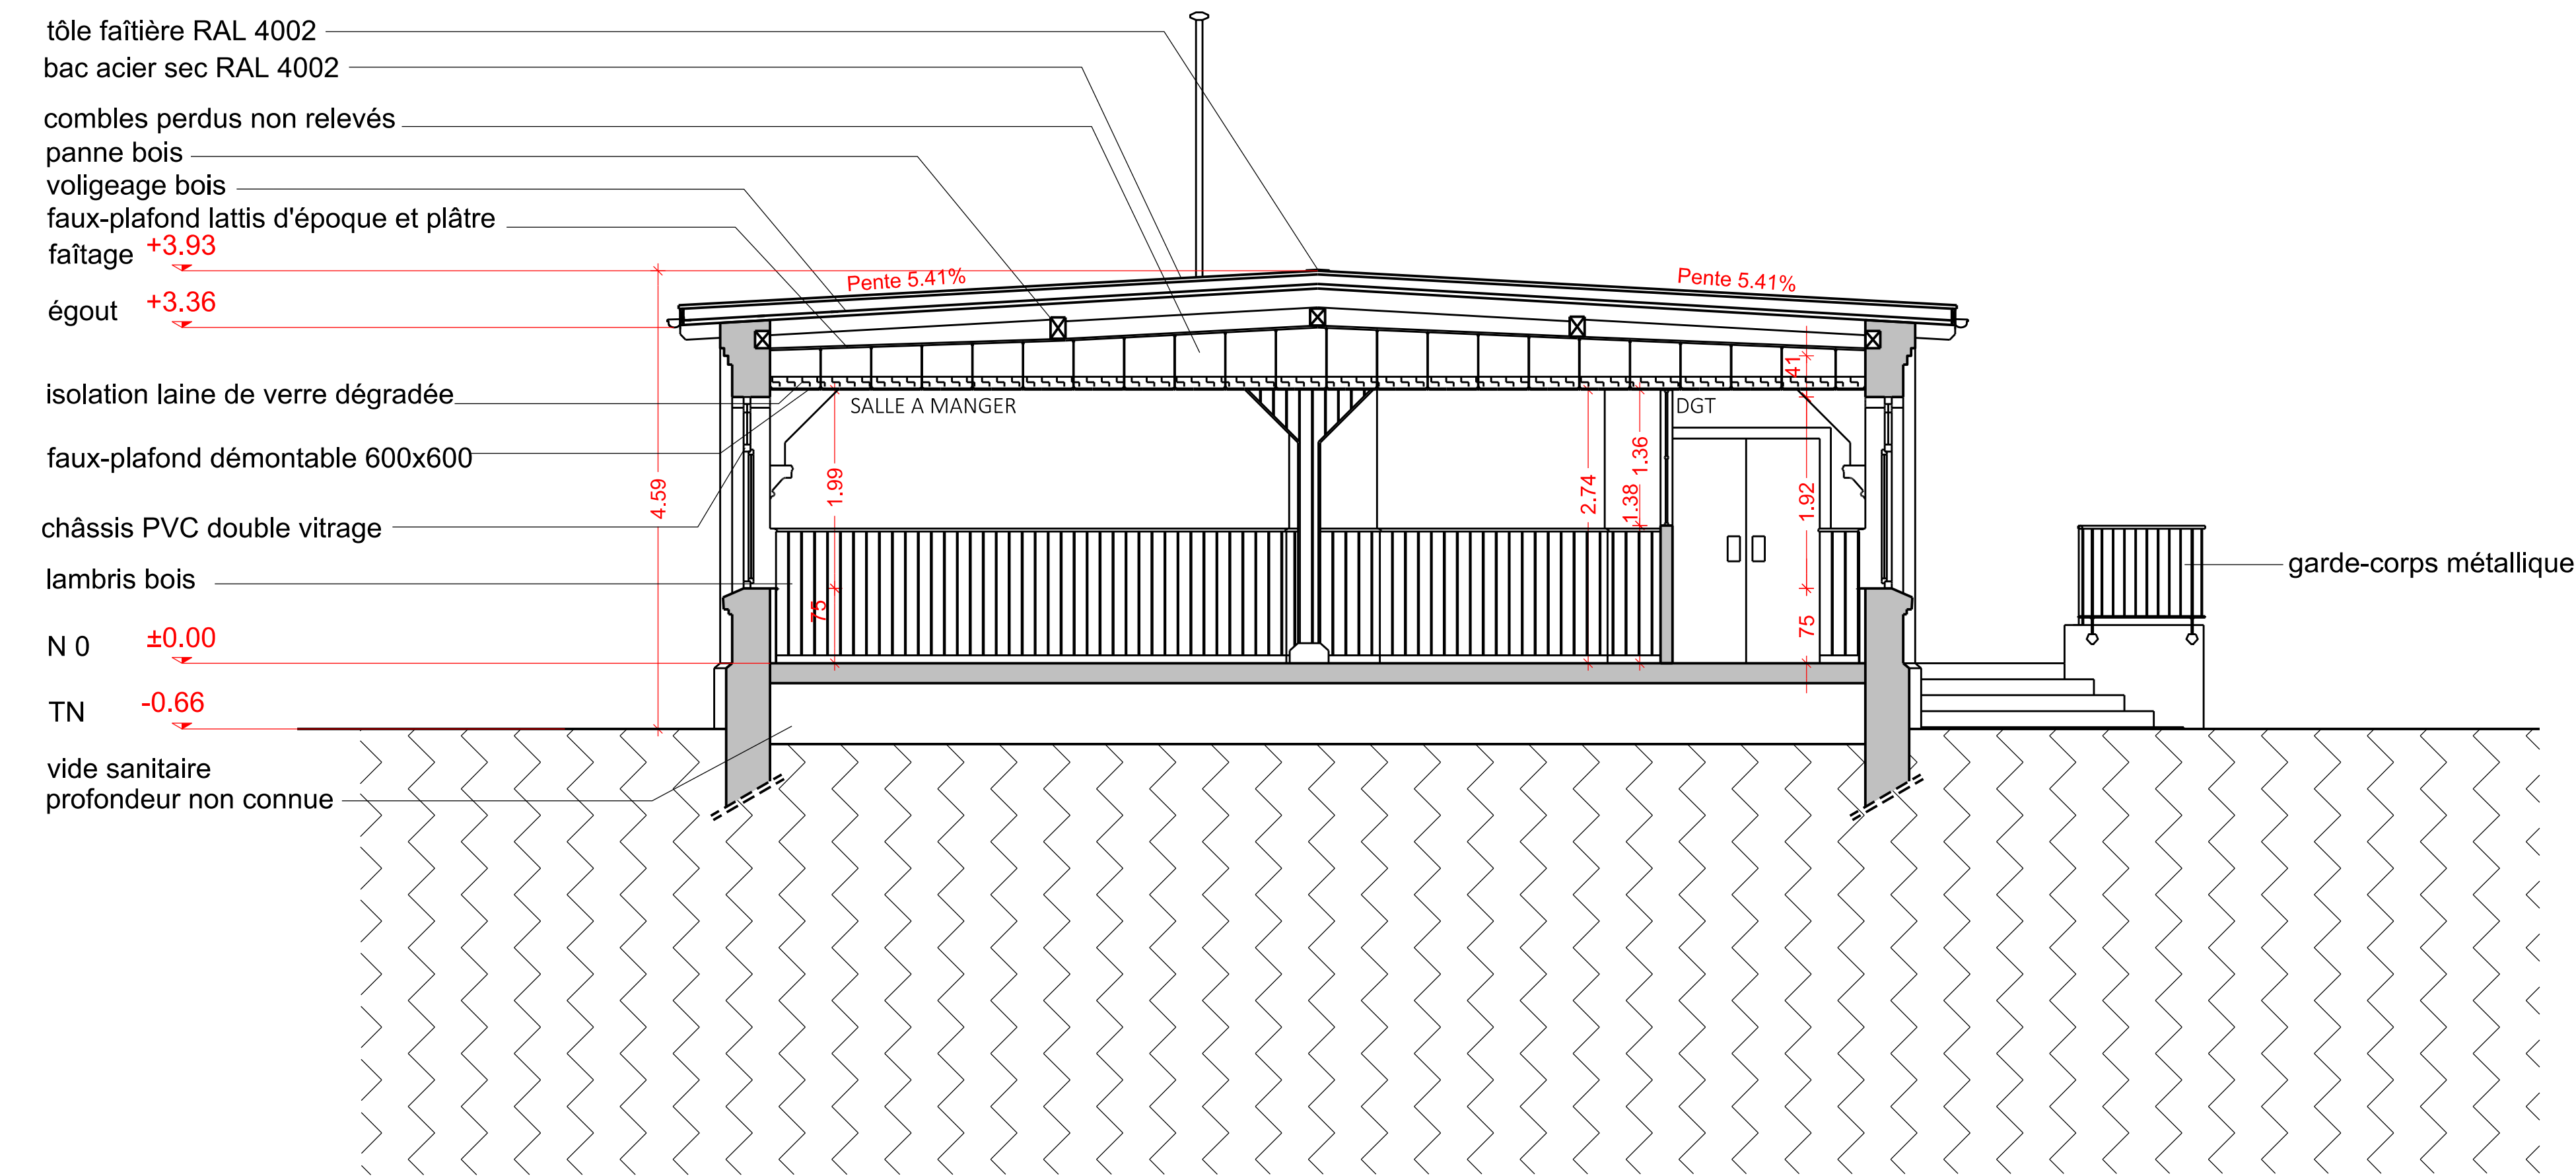 tôle faîtière RAL 4002
bac acier sec RAL 4002
combles perdus non relevés
panne bois
voligeage bois
faux-plafond lattis d'époque et plâtre
faîtage +3.93
égout +3.36
Pente 5.41%
Pente 5.41%
isolation laine de verre dégradée
faux-plafond démontable 600x600
châssis PVC double vitrage
lambris bois
N 0 ±0.00
TN -0.66
vide sanitaire
profondeur non connue
4.59
SALLE A MANGER
1.99
75
2.74
1.36
1.38
DGT
41
1.92
75
garde-corps métallique